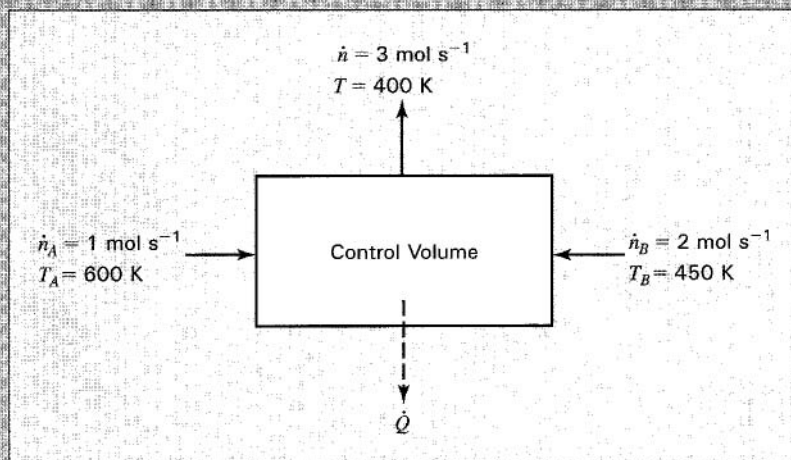 ṅ = 3 mol s⁻¹
T = 400 K
ṅ_A = 1 mol s⁻¹
T_A = 600 K
Control Volume
ṅ_B = 2 mol s⁻¹
T_B = 450 K
Q̇